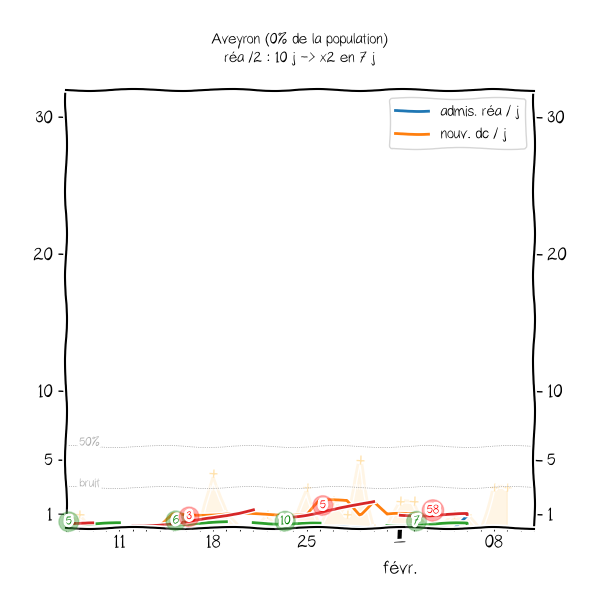 Aveyron (0% de la population)
réa /2 : 10 j -> x2 en 7 j
admis. réa / j
nouv. dc / j
30 30
20 20
10 10
50%
5 5
bruit
1 1
5 6 3 10 5 7 58
11 18 25 1 08
févr.